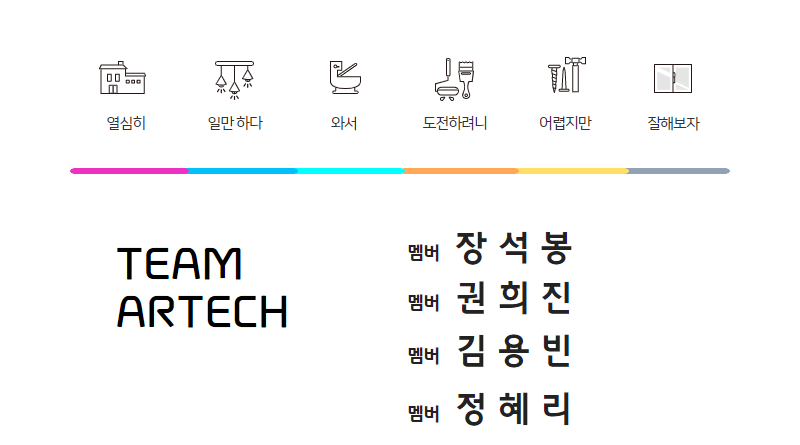 열심히 일만 하다 와서 도전하려니 어렵지만 잘해보자
TEAM
ARTECH
멤버 장 석 봉
멤버 권 희 진
멤버 김 용 빈
멤버 정 혜 리